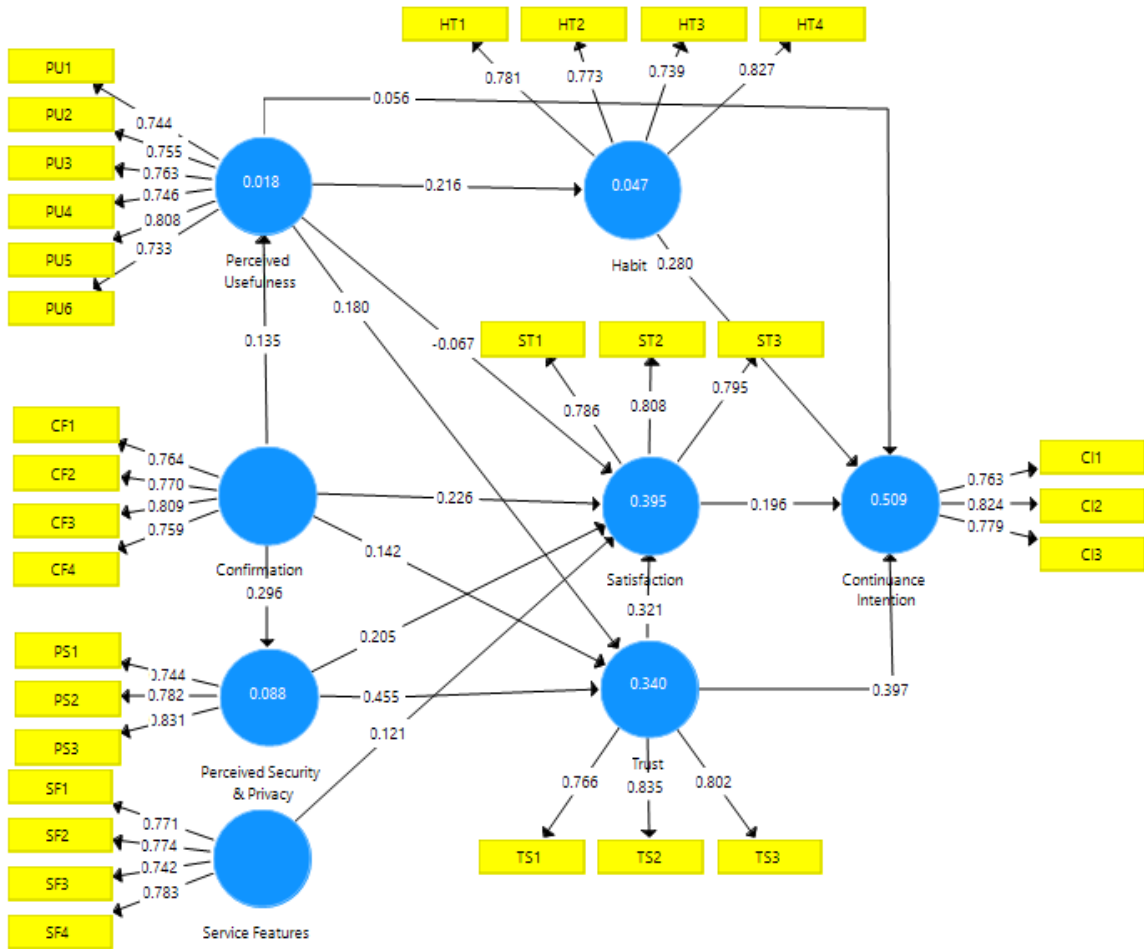 HT1
HT2
HT3
HT4
0.781
0.773
0.739
0.827
PU1
PU2
PU3
PU4
PU5
PU6
0.744
0.755
0.763
0.746
0.808
0.733
0.056
0.018
Perceived
Usefulness
0.216
0.047
Habit
0.280
0.180
-0.067
0.135
ST1
ST2
ST3
0.786
0.808
0.795
CF1
CF2
CF3
CF4
0.764
0.770
0.809
0.759
Confirmation
0.226
0.142
0.296
0.395
Satisfaction
0.196
0.509
Continuance
Intention
CI1
CI2
CI3
0.763
0.824
0.779
0.321
0.205
PS1
PS2
PS3
0.744
0.782
0.831
0.088
Perceived Security
& Privacy
0.455
0.121
0.340
Trust
0.397
0.766
0.835
0.802
TS1
TS2
TS3
SF1
SF2
SF3
SF4
0.771
0.774
0.742
0.783
Service Features